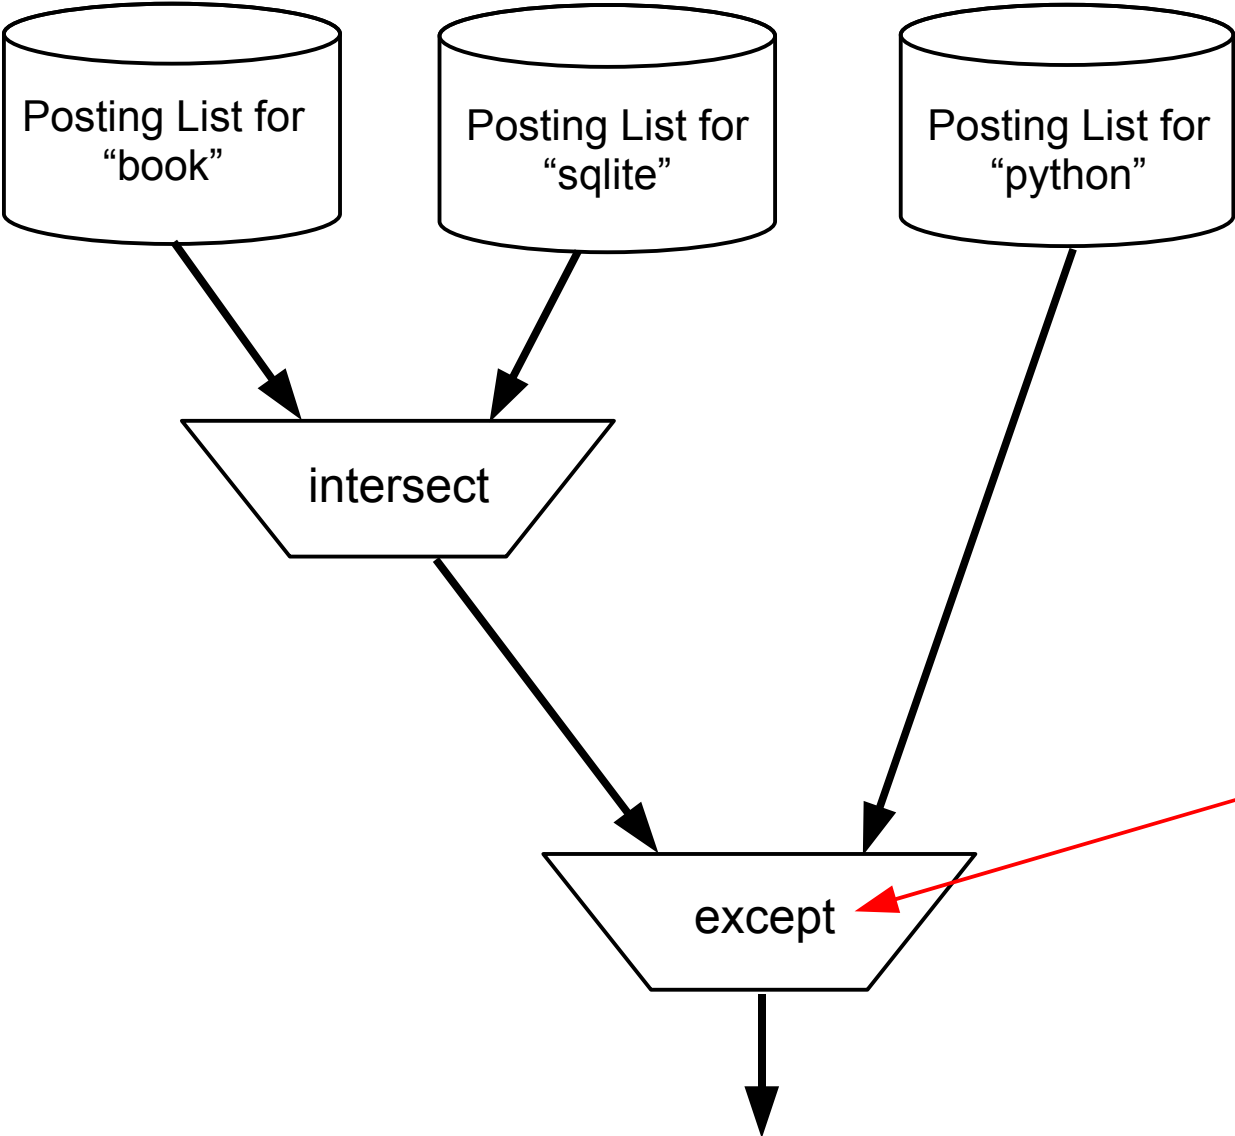 Posting List for
“book”
Posting List for
“sqlite”
Posting List for
“python”
intersect
except